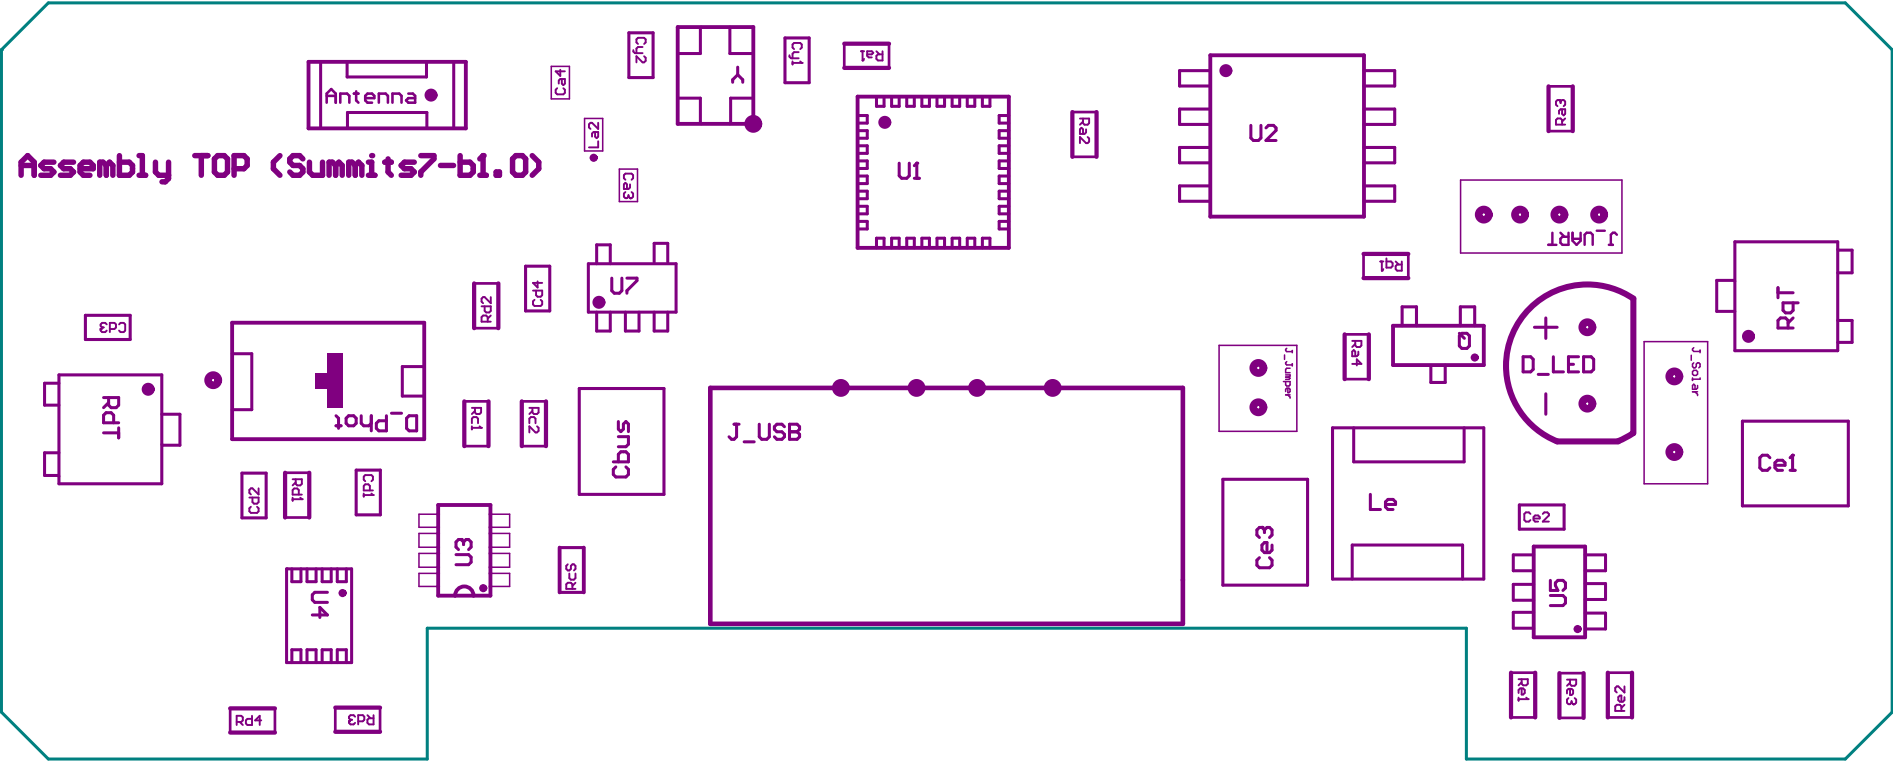 Cy2
Cy1
Ra1
Y
Ca4
Antenna
La2
Ra2
U2
Ra3
Assembly TOP (Summits7-b1.0)
U1
Ca3
J_UART
Rq1
U7
Cd4
Rd2
RqT
Cd3
Q
Ra4
J_Jumper
D_LED
J_Solar
RdT
D_Phot
Rc1
Rc2
Cbus
J_USB
Ce1
Cd2
Rd1
Cd1
Le
Ce2
U3
Ce3
RcS
U4
U5
Re1
Re3
Re2
Rd4
Rd3